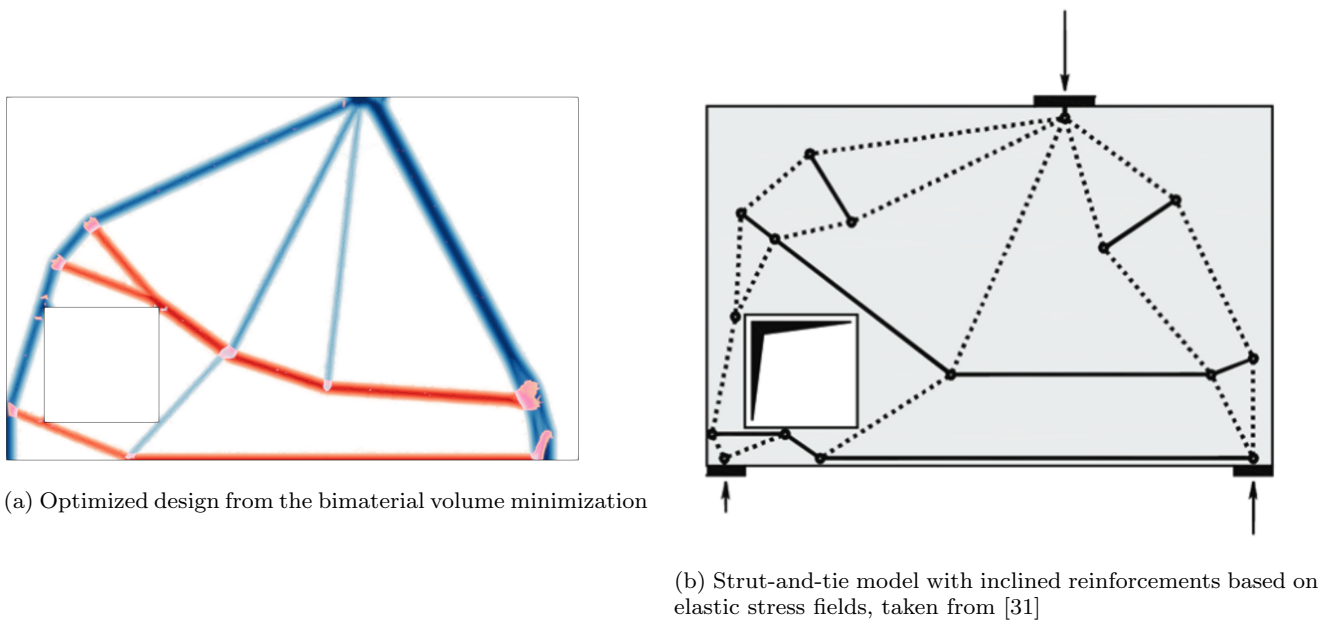 (a) Optimized design from the bimaterial volume minimization
(b) Strut-and-tie model with inclined reinforcements based on
elastic stress fields, taken from [31]